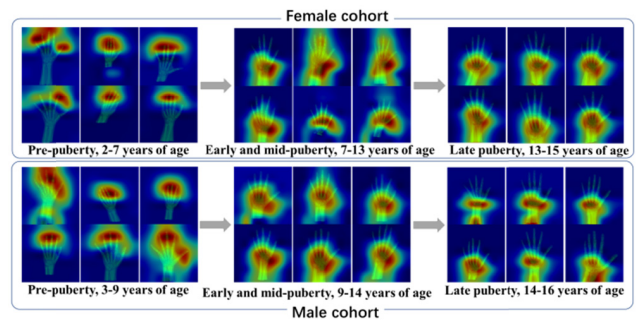 Female cohort
Pre-puberty, 2-7 years of age
Early and mid-puberty, 7-13 years of age
Late puberty, 13-15 years of age
Pre-puberty, 3-9 years of age
Early and mid-puberty, 9-14 years of age
Late puberty, 14-16 years of age
Male cohort